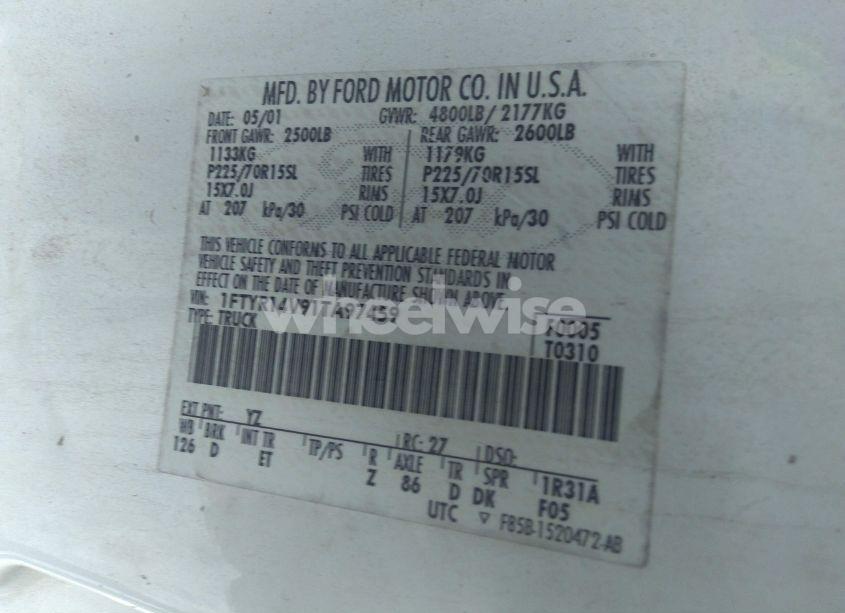 MFD. BY FORD MOTOR CO. IN U.S.A.
DATE: 05/01 GVWR: 4800LB/ 2177KG
FRONT GAWR: 2500LB REAR GAWR: 2600LB
1133KG WITH 1179KG WITH
P225/70R15SL TIRES P225/70R15SL TIRES
15X7.0J RIMS 15X7.0J RIMS
AT 207 kPa/30 PSI COLD AT 207 kPa/30 PSI COLD
THIS VEHICLE CONFORMS TO ALL APPLICABLE FEDERAL MOTOR
VEHICLE SAFETY AND THEFT PREVENTION STANDARDS IN
EFFECT ON THE DATE OF MANUFACTURE SHOWN ABOVE.
VIN: 1FTYR14V91TA97459 F0005
TYPE: TRUCK T0310
wheelwise
EXT PNT: YZ RC: 27 DSO:
WB BRK INT TR TP/PS R AXLE TR SPR 1R31A
126 D ET Z 86 D DK F05
UTC ▽ F85B-1520472-AB